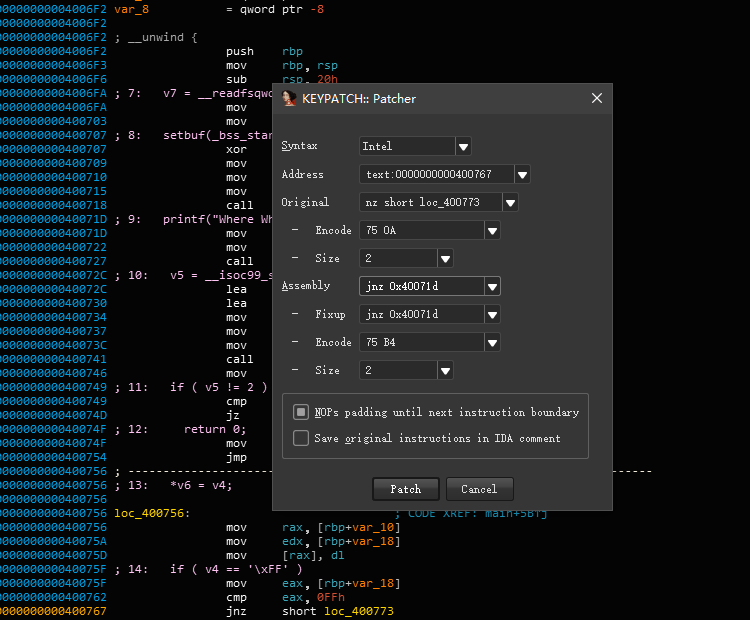 00000000004006F2 var_8 = qword ptr -8
00000000004006F2
00000000004006F2 ; __unwind {
00000000004006F2 push rbp
00000000004006F3 mov rbp, rsp
00000000004006F6 sub rsp, 20h
00000000004006FA ; 7: v7 = __readfsqwo
00000000004006FA mov
0000000000400703 mov
0000000000400707 ; 8: setbuf(_bss_star
0000000000400707 xor
0000000000400709 mov
0000000000400710 mov
0000000000400715 mov
0000000000400718 call
000000000040071D ; 9: printf("Where Wh
000000000040071D mov
0000000000400722 mov
0000000000400727 call
000000000040072C ; 10: v5 = __isoc99_s
000000000040072C lea
0000000000400730 lea
0000000000400734 mov
0000000000400737 mov
000000000040073C mov
0000000000400741 call
0000000000400746 mov
0000000000400749 ; 11: if ( v5 != 2 )
0000000000400749 cmp
000000000040074D jz
000000000040074F ; 12: return 0;
000000000040074F mov
0000000000400754 jmp
0000000000400756 ; ---------------------------------------------------------------------------
0000000000400756 ; 13: *v6 = v4;
0000000000400756
0000000000400756 loc_400756: ; CODE XREF: main+5B↑j
0000000000400756 mov rax, [rbp+var_10]
000000000040075A mov edx, [rbp+var_18]
000000000040075D mov [rax], dl
000000000040075F ; 14: if ( v4 == '\xFF' )
000000000040075F mov eax, [rbp+var_18]
0000000000400762 cmp eax, 0FFh
0000000000400767 jnz short loc_400773
KEYPATCH:: Patcher
Syntax Intel
Address text:0000000000400767
Original nz short loc_400773
- Encode 75 0A
- Size 2
Assembly jnz 0x40071d
- Fixup jnz 0x40071d
- Encode 75 B4
- Size 2
NOPs padding until next instruction boundary
Save original instructions in IDA comment
Patch Cancel